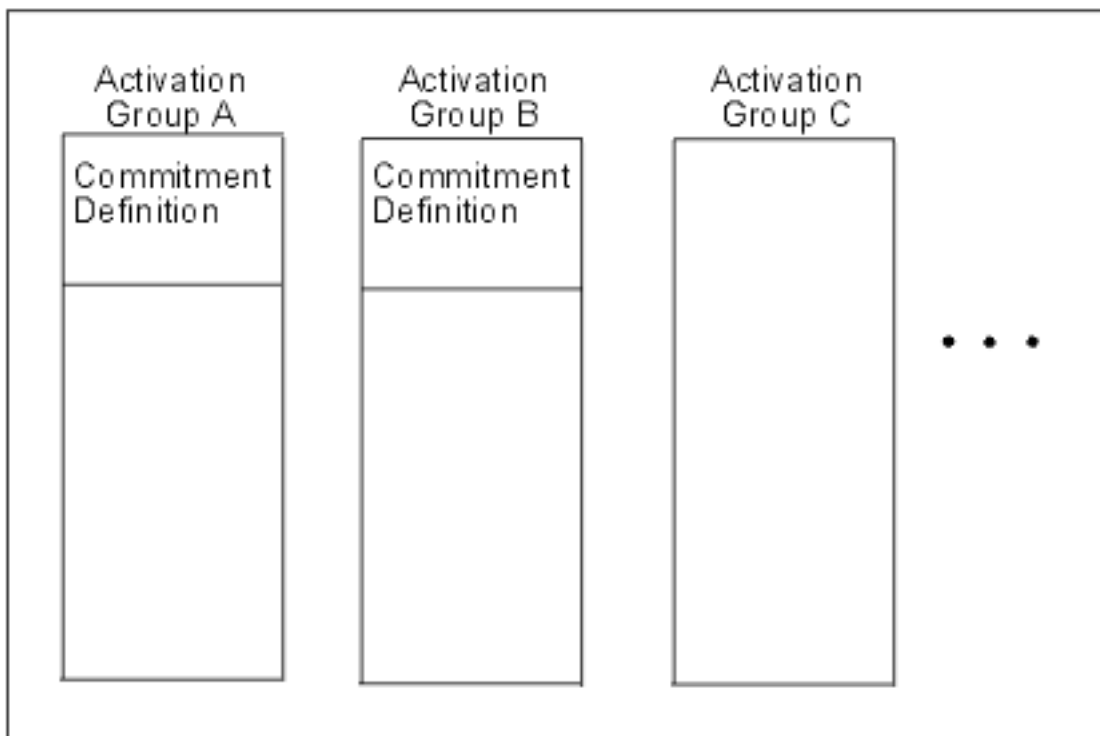 Activation
Group A
Activation
Group B
Activation
Group C
Commitment
Definition
Commitment
Definition